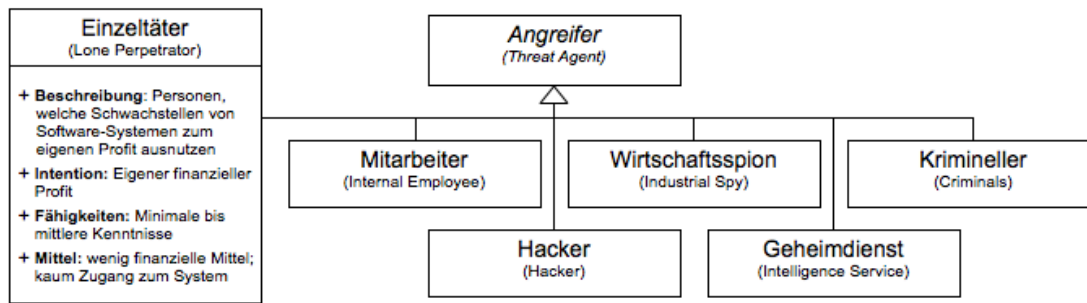 Einzeltäter
(Lone Perpetrator)
+ Beschreibung: Personen,
welche Schwachstellen von
Software-Systemen zum
eigenen Profit ausnutzen
+ Intention: Eigener finanzieller
Profit
+ Fähigkeiten: Minimale bis
mittlere Kenntnisse
+ Mittel: wenig finanzielle Mittel;
kaum Zugang zum System
Angreifer
(Threat Agent)
Mitarbeiter
(Internal Employee)
Wirtschaftsspion
(Industrial Spy)
Krimineller
(Criminals)
Hacker
(Hacker)
Geheimdienst
(Intelligence Service)